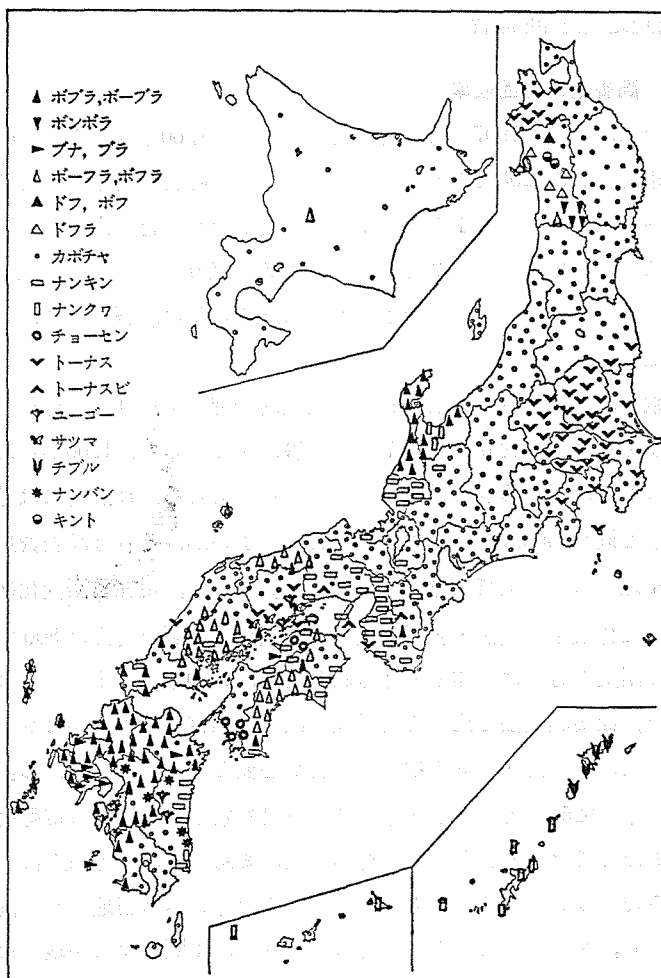 ボブラ,ボーブラ
ボンボラ
ブナ, ブラ
ボーフラ,ボフラ
ドフ, ボフ
ドフラ
カボチャ
ナンキン
ナンクヮ
チョーセン
トーナス
トーナスビ
ユーゴー
サツマ
チブル
ナンバン
キント